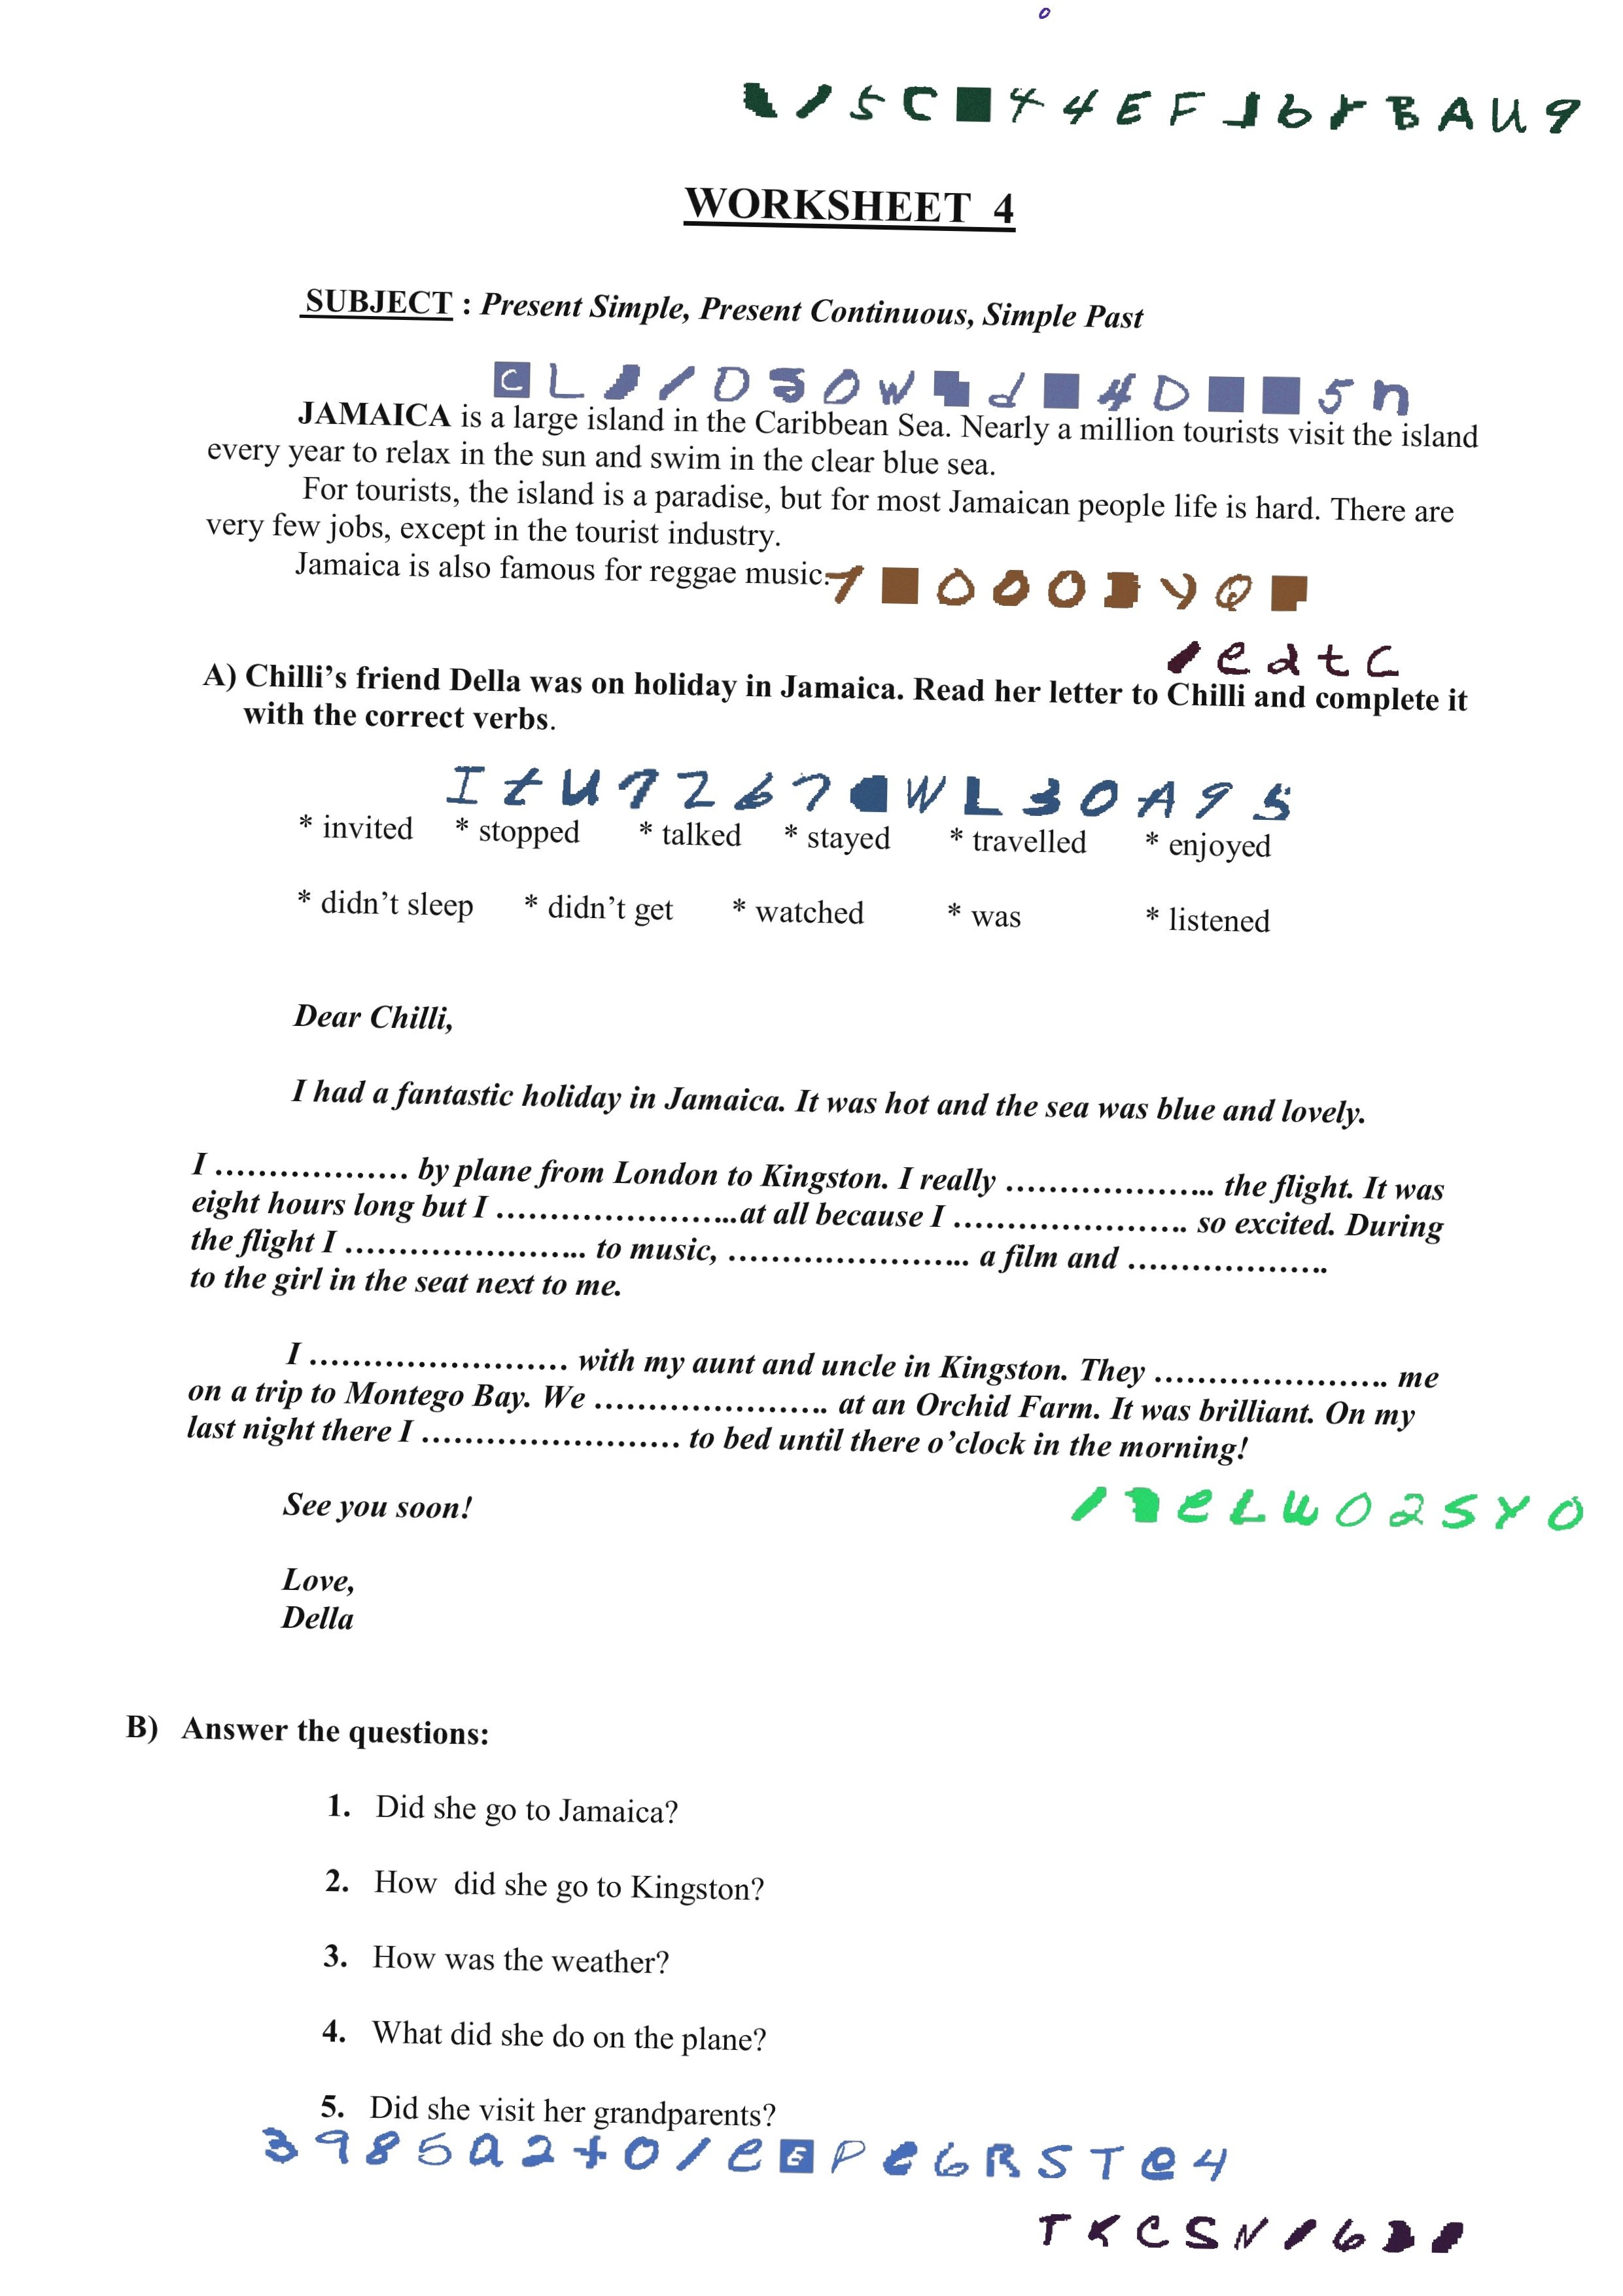 WORKSHEET 4
SUBJECT : Present Simple, Present Continuous, Simple Past
JAMAICA is a large island in the Caribbean Sea. Nearly a million tourists visit the island
every year to relax in the sun and swim in the clear blue sea.
For tourists, the island is a paradise, but for most Jamaican people life is hard. There are
very few jobs, except in the tourist industry.
Jamaica is also famous for reggae music.
A) Chilli’s friend Della was on holiday in Jamaica. Read her letter to Chilli and complete it
with the correct verbs.
* invited * stopped * talked * stayed * travelled * enjoyed
* didn’t sleep * didn’t get * watched * was * listened
Dear Chilli,
I had a fantastic holiday in Jamaica. It was hot and the sea was blue and lovely.
I ……………… by plane from London to Kingston. I really ……………….. the flight. It was
eight hours long but I …………………..at all because I ………………….. so excited. During
the flight I ………………….. to music, ………………….. a film and ……………….
to the girl in the seat next to me.
I …………………… with my aunt and uncle in Kingston. They …………………. me
on a trip to Montego Bay. We …………………. at an Orchid Farm. It was brilliant. On my
last night there I …………………… to bed until there o’clock in the morning!
See you soon!
Love,
Della
B) Answer the questions:
1. Did she go to Jamaica?
2. How did she go to Kingston?
3. How was the weather?
4. What did she do on the plane?
5. Did she visit her grandparents?